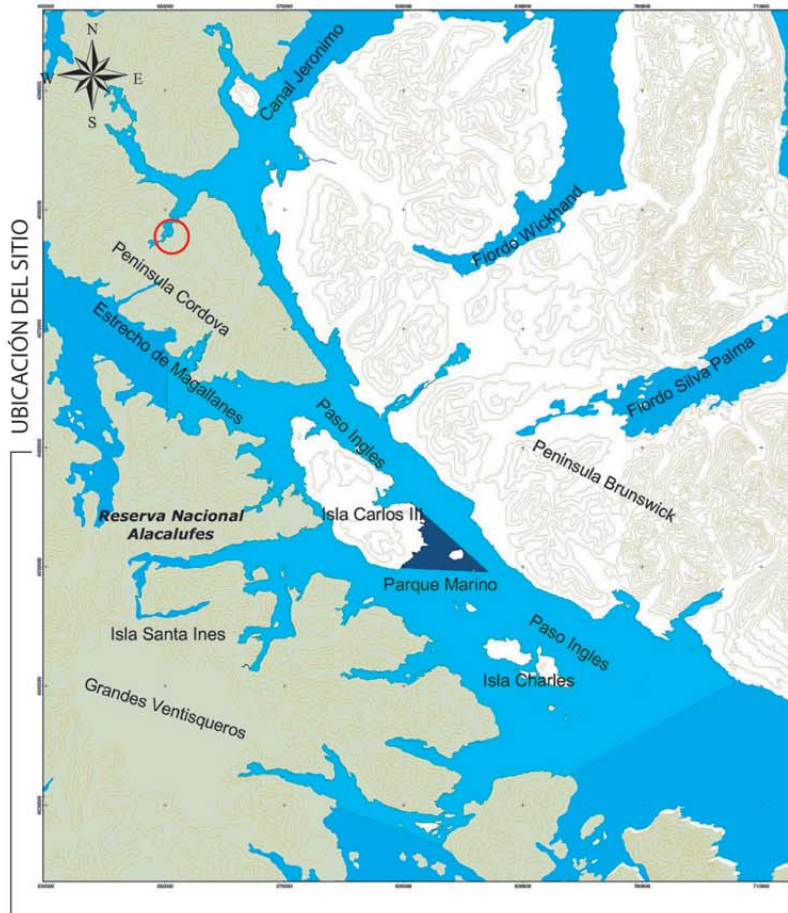 UBICACIÓN DEL SITIO
N
W
E
S
Canal Jeronimo
Fiordo Wickhand
Peninsula Cordova
Estrecho de Magallanes
Fiordo Silva Palma
Paso Ingles
Peninsula Brunswick
Isla Carlos III
Reserva Nacional
Alacalufes
Parque Marino
Isla Santa Ines
Paso Ingles
Isla Charles
Grandes Ventisqueros